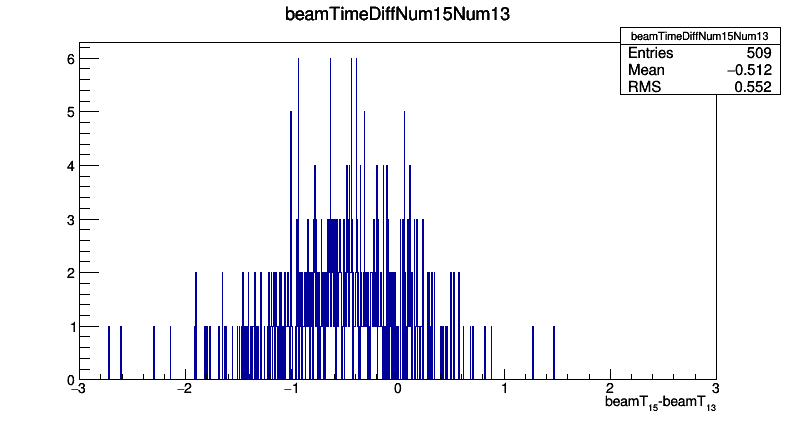 beamTimeDiffNum15Num13
beamTimeDiffNum15Num13
Entries 509
Mean −0.512
RMS 0.552
6
5
4
3
2
1
0
−3 −2 −1 0 1 2 3
beamT15-beamT13